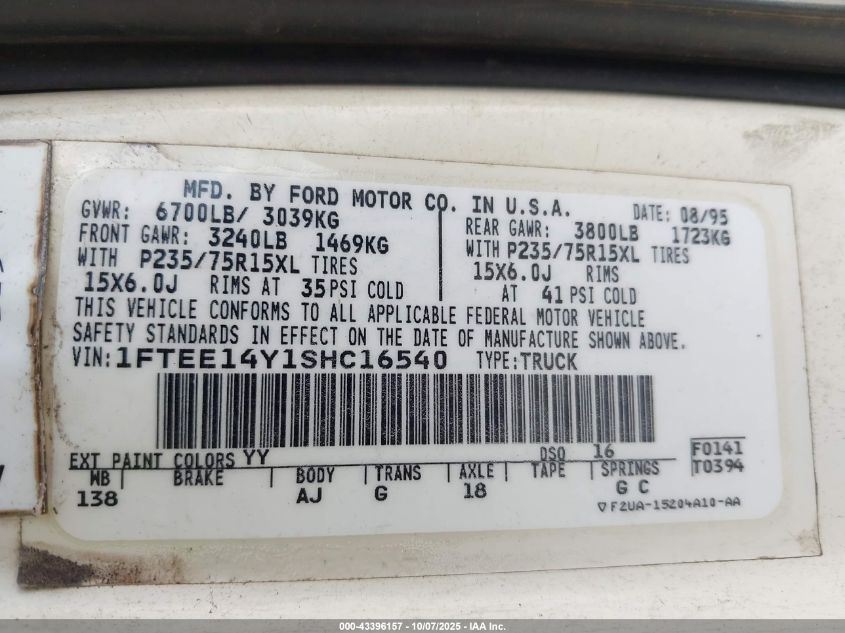 MFD. BY FORD MOTOR CO. IN U.S.A.
GVWR: 6700LB/ 3039KG
FRONT GAWR: 3240LB 1469KG
WITH P235/75R15XL TIRES
15X6.0J RIMS AT 35PSI COLD
DATE: 08/95
REAR GAWR: 3800LB 1723KG
WITH P235/75R15XL TIRES
15X6.0J RIMS
AT 41PSI COLD
THIS VEHICLE CONFORMS TO ALL APPLICABLE FEDERAL MOTOR VEHICLE
SAFETY STANDARDS IN EFFECT ON THE DATE OF MANUFACTURE SHOWN ABOVE.
VIN: 1FTEE14Y1SHC16540 TYPE: TRUCK
EXT PAINT COLORS YY DSO 16 F0141
WB BRAKE BODY TRANS AXLE TAPE SPRINGS T0394
138 AJ G 18 G C
F2UA-15204A10-AA
000-43396157 - 10/07/2025 - IAA Inc.